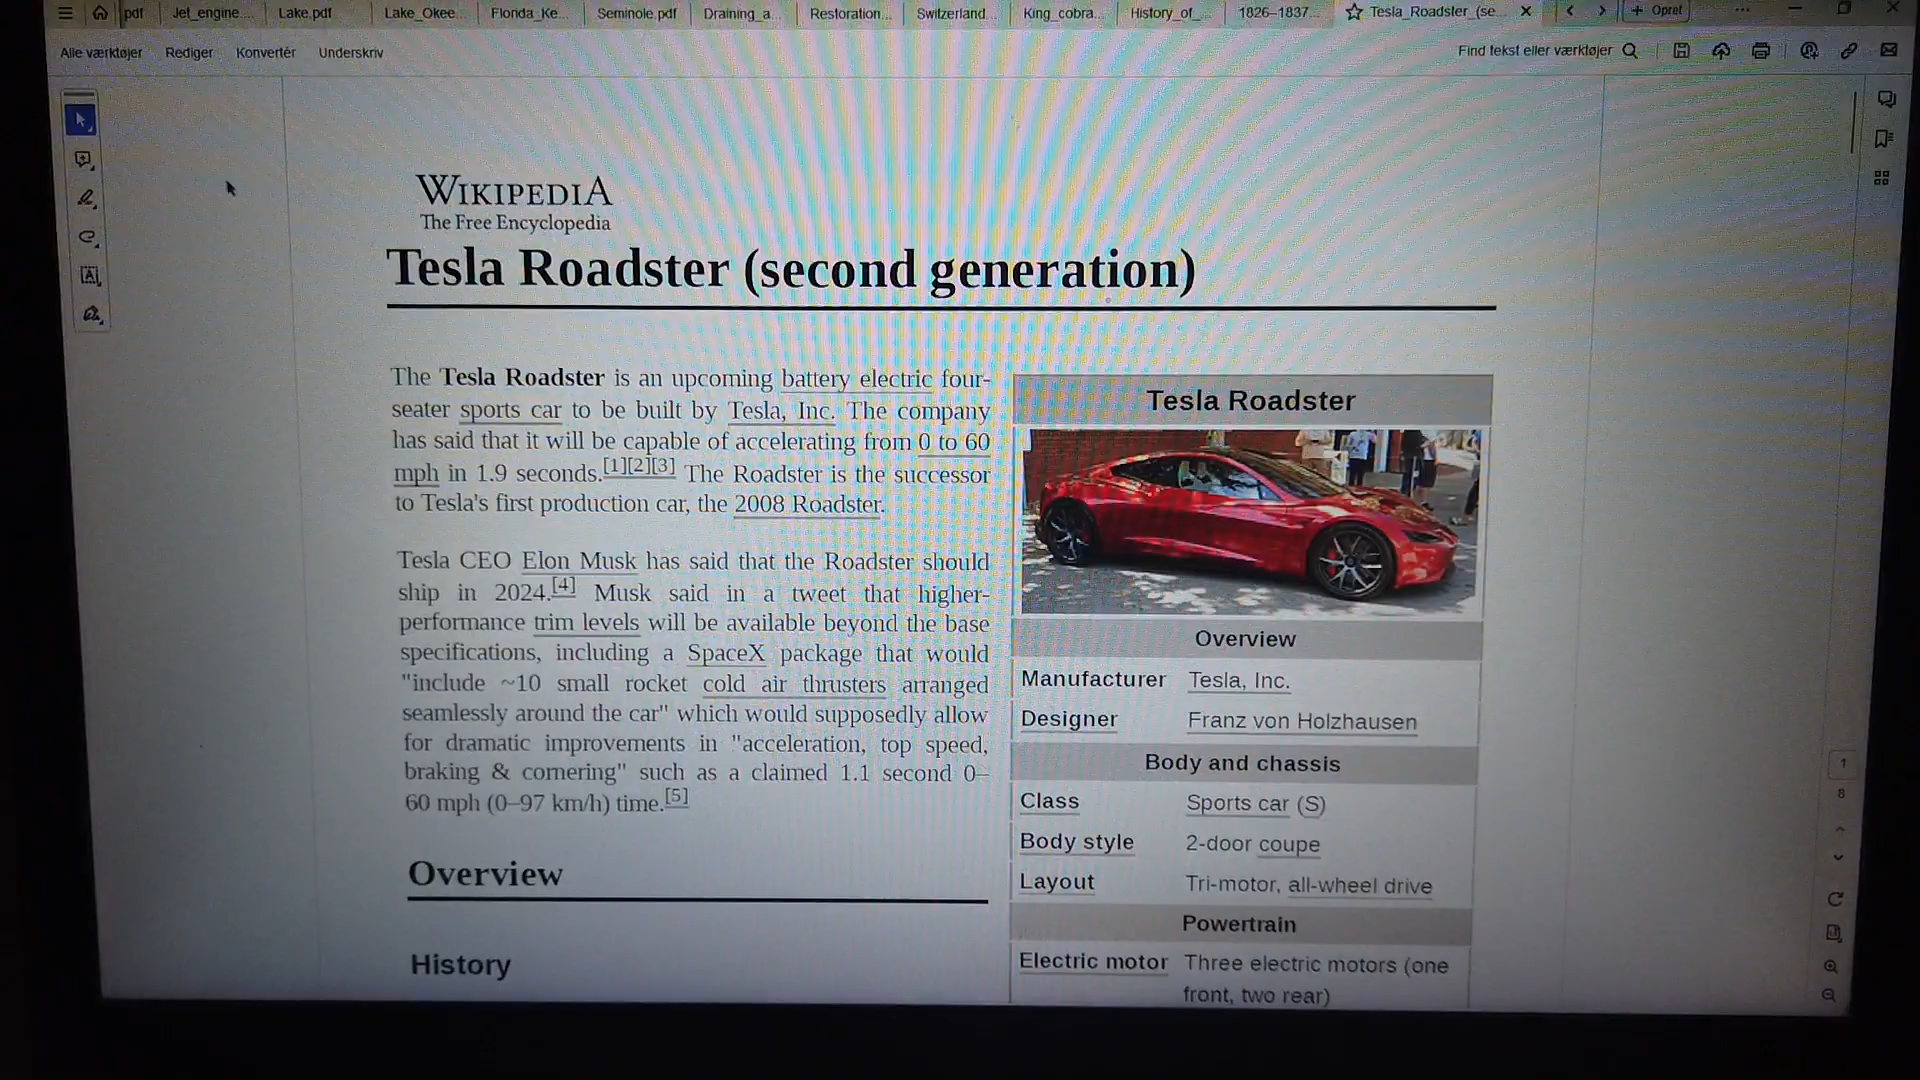 pdf
Jet_engine....
Lake.pdf
Lake_Okee...
Florida_Ke...
Seminole.pdf
Draining_a...
Restoration...
Switzerland...
King_cobra...
History_of_...
1826–1837...
Tesla_Roadster_(se...
Opret
Alle værktøjer
Rediger
Konvertér
Underskriv
Find tekst eller værktøjer
WIKIPEDIA
The Free Encyclopedia
Tesla Roadster (second generation)
The Tesla Roadster is an upcoming battery electric four-
seater sports car to be built by Tesla, Inc. The company
has said that it will be capable of accelerating from 0 to 60
mph in 1.9 seconds.[1][2][3] The Roadster is the successor
to Tesla's first production car, the 2008 Roadster.
Tesla CEO Elon Musk has said that the Roadster should
ship in 2024.[4] Musk said in a tweet that higher-
performance trim levels will be available beyond the base
specifications, including a SpaceX package that would
"include ~10 small rocket cold air thrusters arranged
seamlessly around the car" which would supposedly allow
for dramatic improvements in "acceleration, top speed,
braking & cornering" such as a claimed 1.1 second 0–
60 mph (0–97 km/h) time.[5]
Overview
History
Tesla Roadster
Overview
Manufacturer Tesla, Inc.
Designer Franz von Holzhausen
Body and chassis
Class Sports car (S)
Body style 2-door coupe
Layout Tri-motor, all-wheel drive
Powertrain
Electric motor Three electric motors (one
front, two rear)
1
8